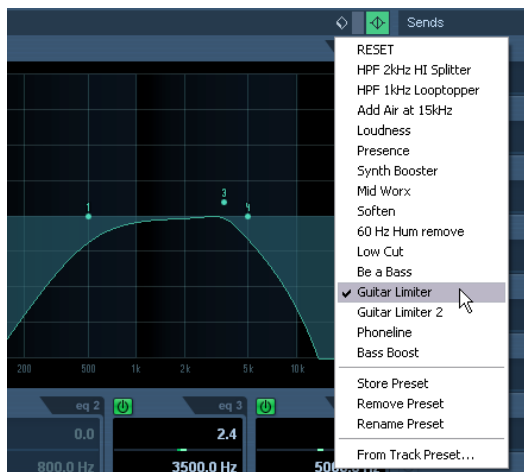 Sends
RESET
HPF 2kHz HI Splitter
HPF 1kHz Looptopper
Add Air at 15kHz
Loudness
Presence
Synth Booster
Mid Worx
Soften
60 Hz Hum remove
Low Cut
Be a Bass
Guitar Limiter
Guitar Limiter 2
Phoneline
Bass Boost
Store Preset
Remove Preset
Rename Preset
From Track Preset...
1
3
4
200 500 1k 2k 5k 10k
eq 2 eq 3
0.0 2.4
800.0 Hz 3500.0 Hz